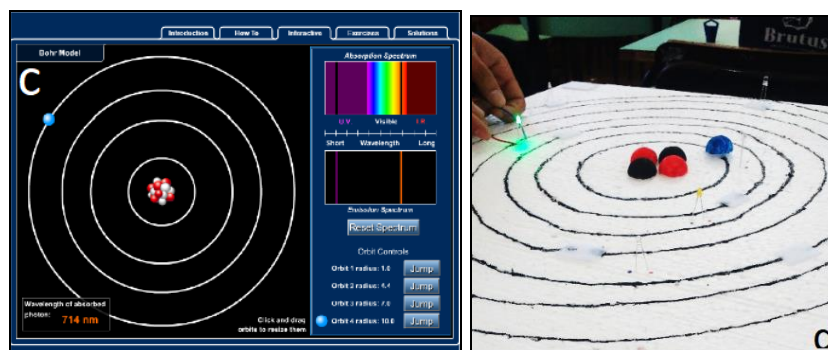 Introduction
How To
Interactive
Exercises
Solutions
Bohr Model
C
Absorption Spectrum
U.V. Visible I.R.
Short Wavelength Long
Emission Spectrum
Reset Spectrum
Orbit Controls
Orbit 1 radius: 1.0 Jump
Orbit 2 radius: 4.4 Jump
Orbit 3 radius: 7.0 Jump
Orbit 4 radius: 10.0 Jump
Wavelength of absorbed
photon: 714 nm
Click and drag
orbits to resize them
Brutus